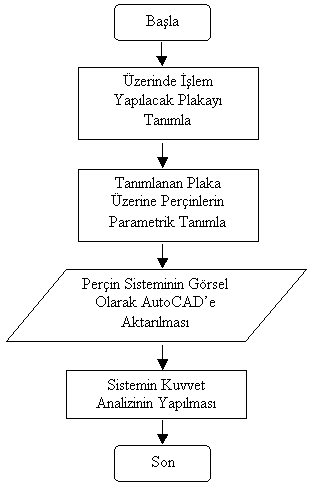 Başla
Üzerinde İşlem
Yapılacak Plakayı
Tanımla
Tanımlanan Plaka
Üzerine Perçinlerin
Parametrik Tanımla
Perçin Sisteminin Görsel
Olarak AutoCAD’e
Aktarılması
Sistemin Kuvvet
Analizinin Yapılması
Son